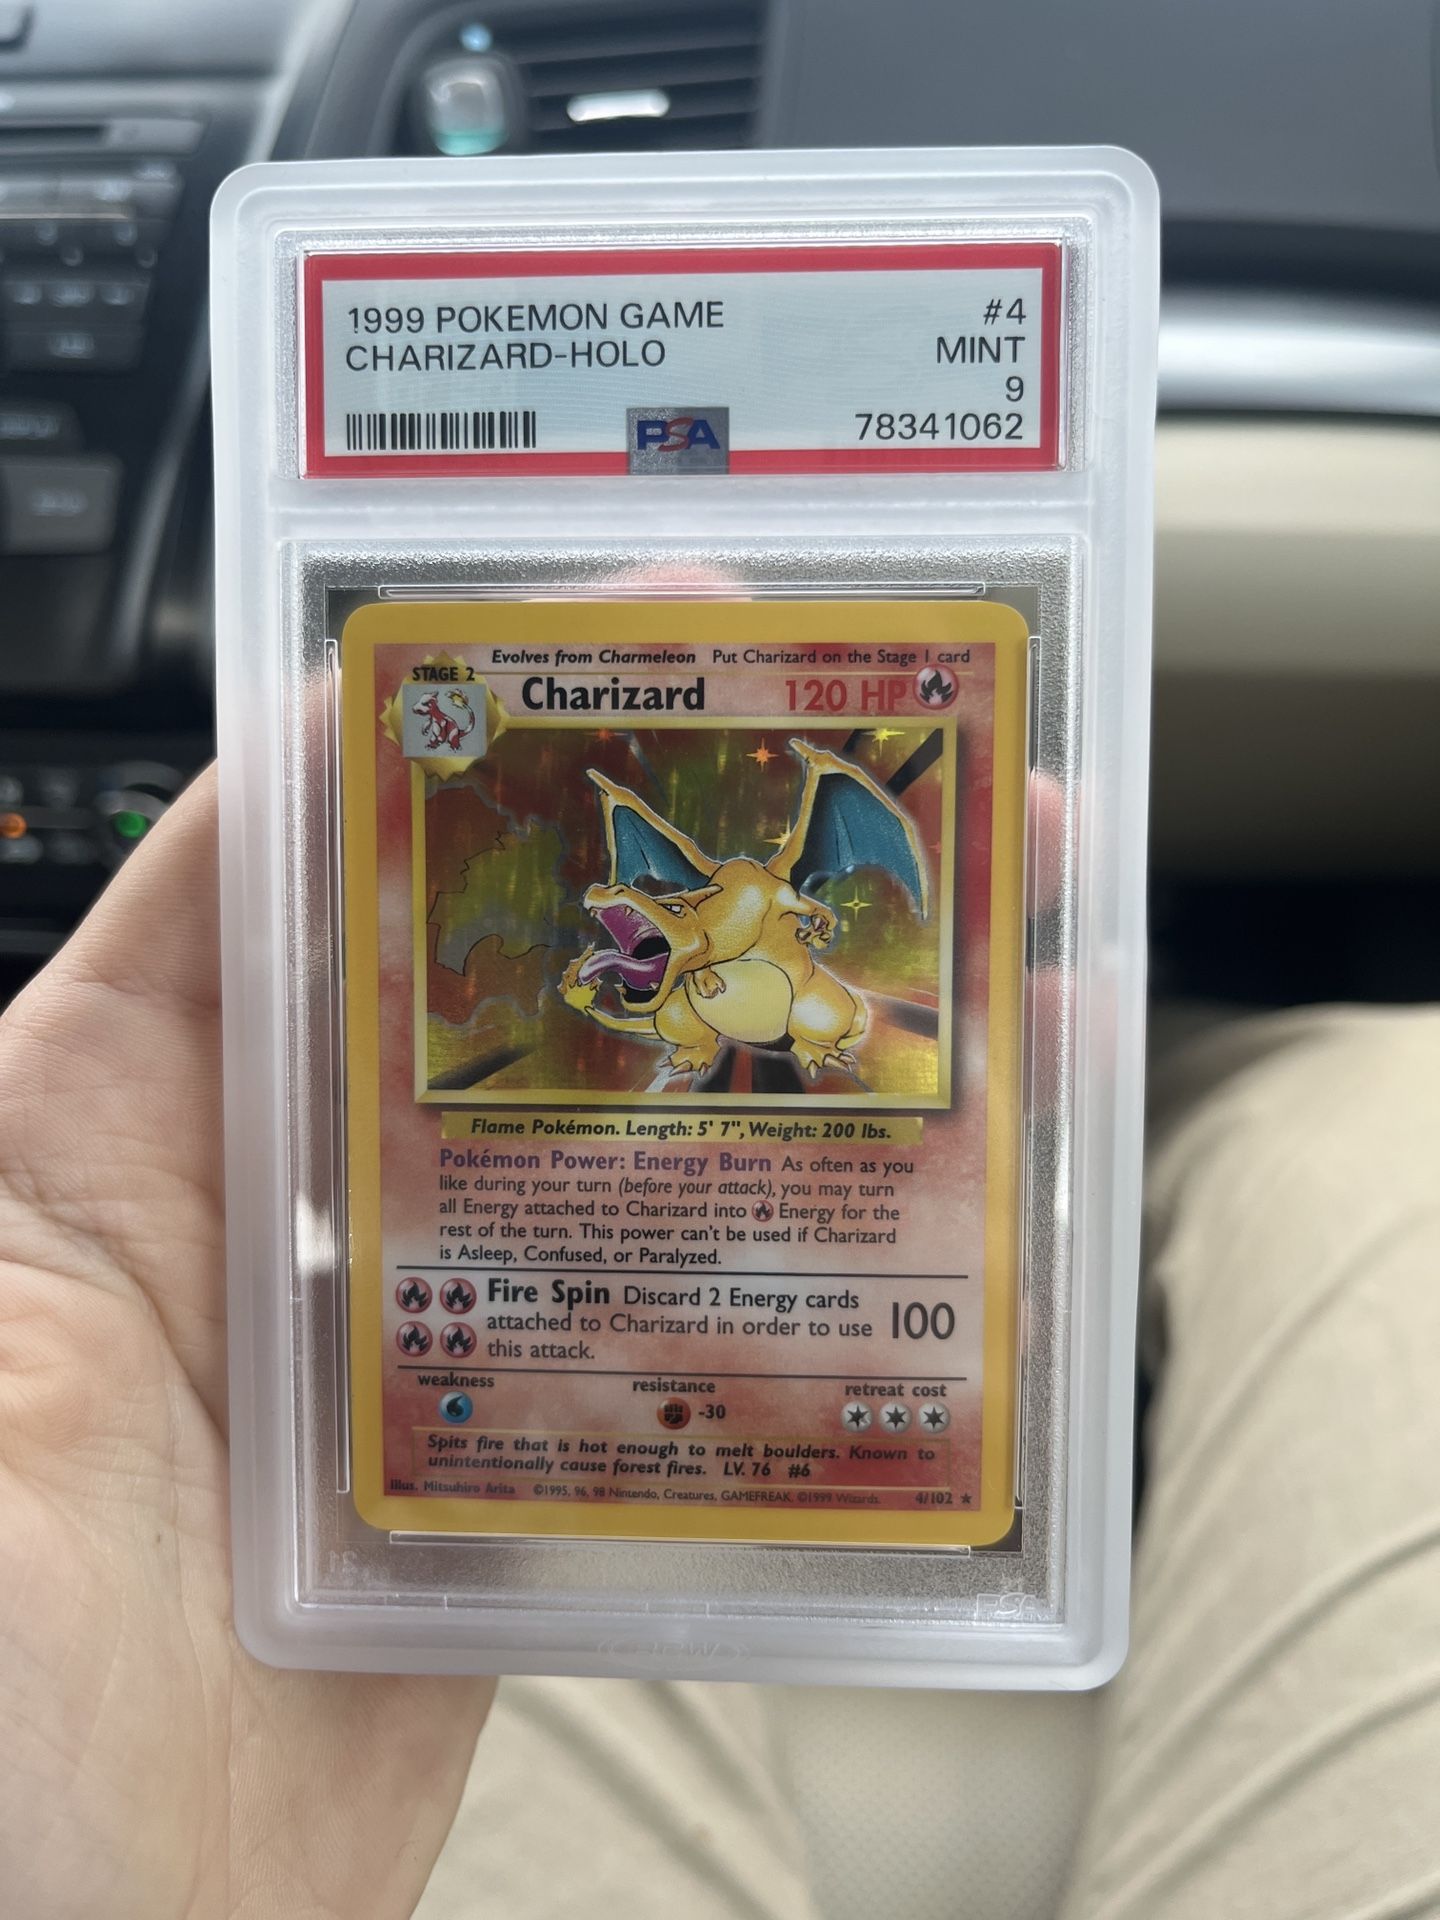 1999 POKEMON GAME #4
CHARIZARD-HOLO MINT
9
78341062
PSA
Evolves from Charmeleon Put Charizard on the Stage 1 card
STAGE 2
Charizard 120 HP
Flame Pokémon. Length: 5' 7", Weight: 200 lbs.
Pokémon Power: Energy Burn As often as you
like during your turn (before your attack), you may turn
all Energy attached to Charizard into Energy for the
rest of the turn. This power can't be used if Charizard
is Asleep, Confused, or Paralyzed.
Fire Spin Discard 2 Energy cards
attached to Charizard in order to use 100
this attack.
weakness resistance retreat cost
-30
Spits fire that is hot enough to melt boulders. Known to
unintentionally cause forest fires. LV. 76 #6
Illus. Mitsuhiro Arita ©1995, 96, 98 Nintendo, Creatures, GAMEFREAK. ©1999 Wizards. 4/102 ★
PSA